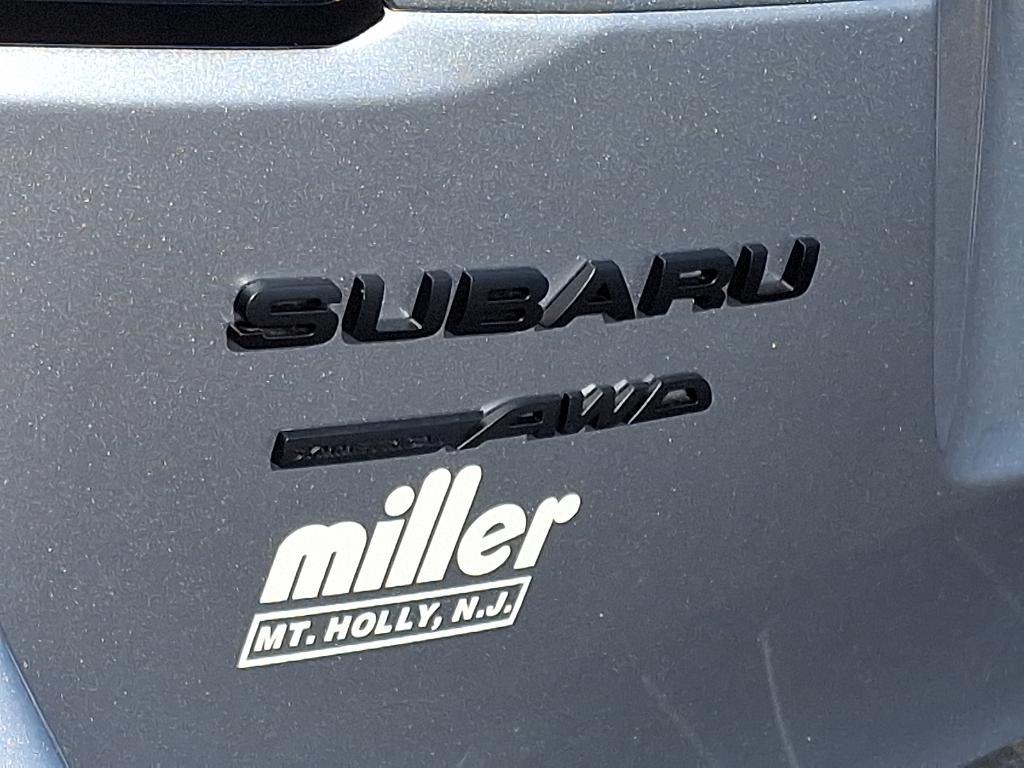 SUBARU
AWD
miller
MT. HOLLY, N.J.